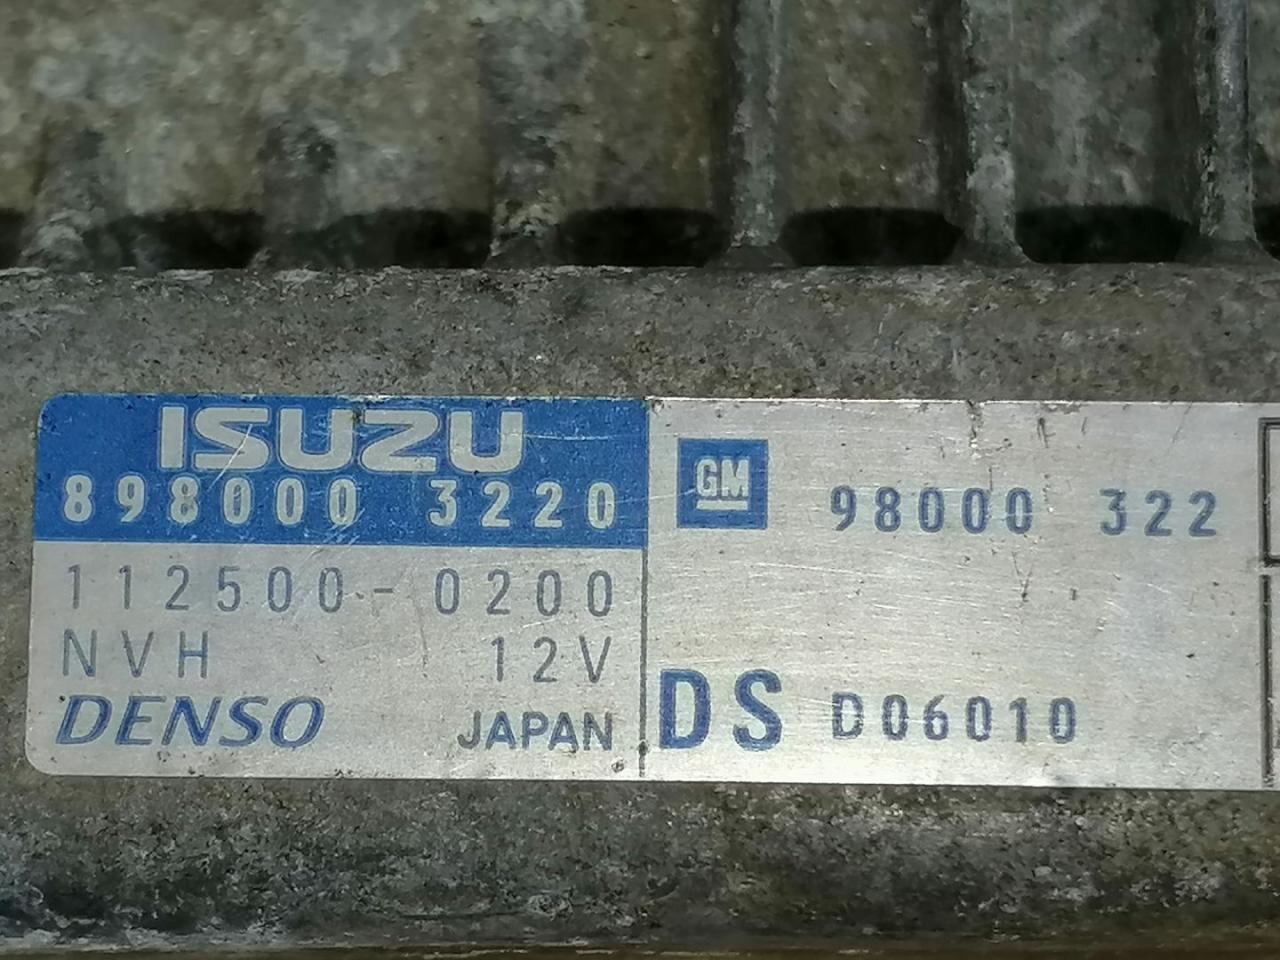 ISUZU
898000 3220
112500-0200
NVH 12V
DENSO JAPAN
GM 98000 322
DS D06010